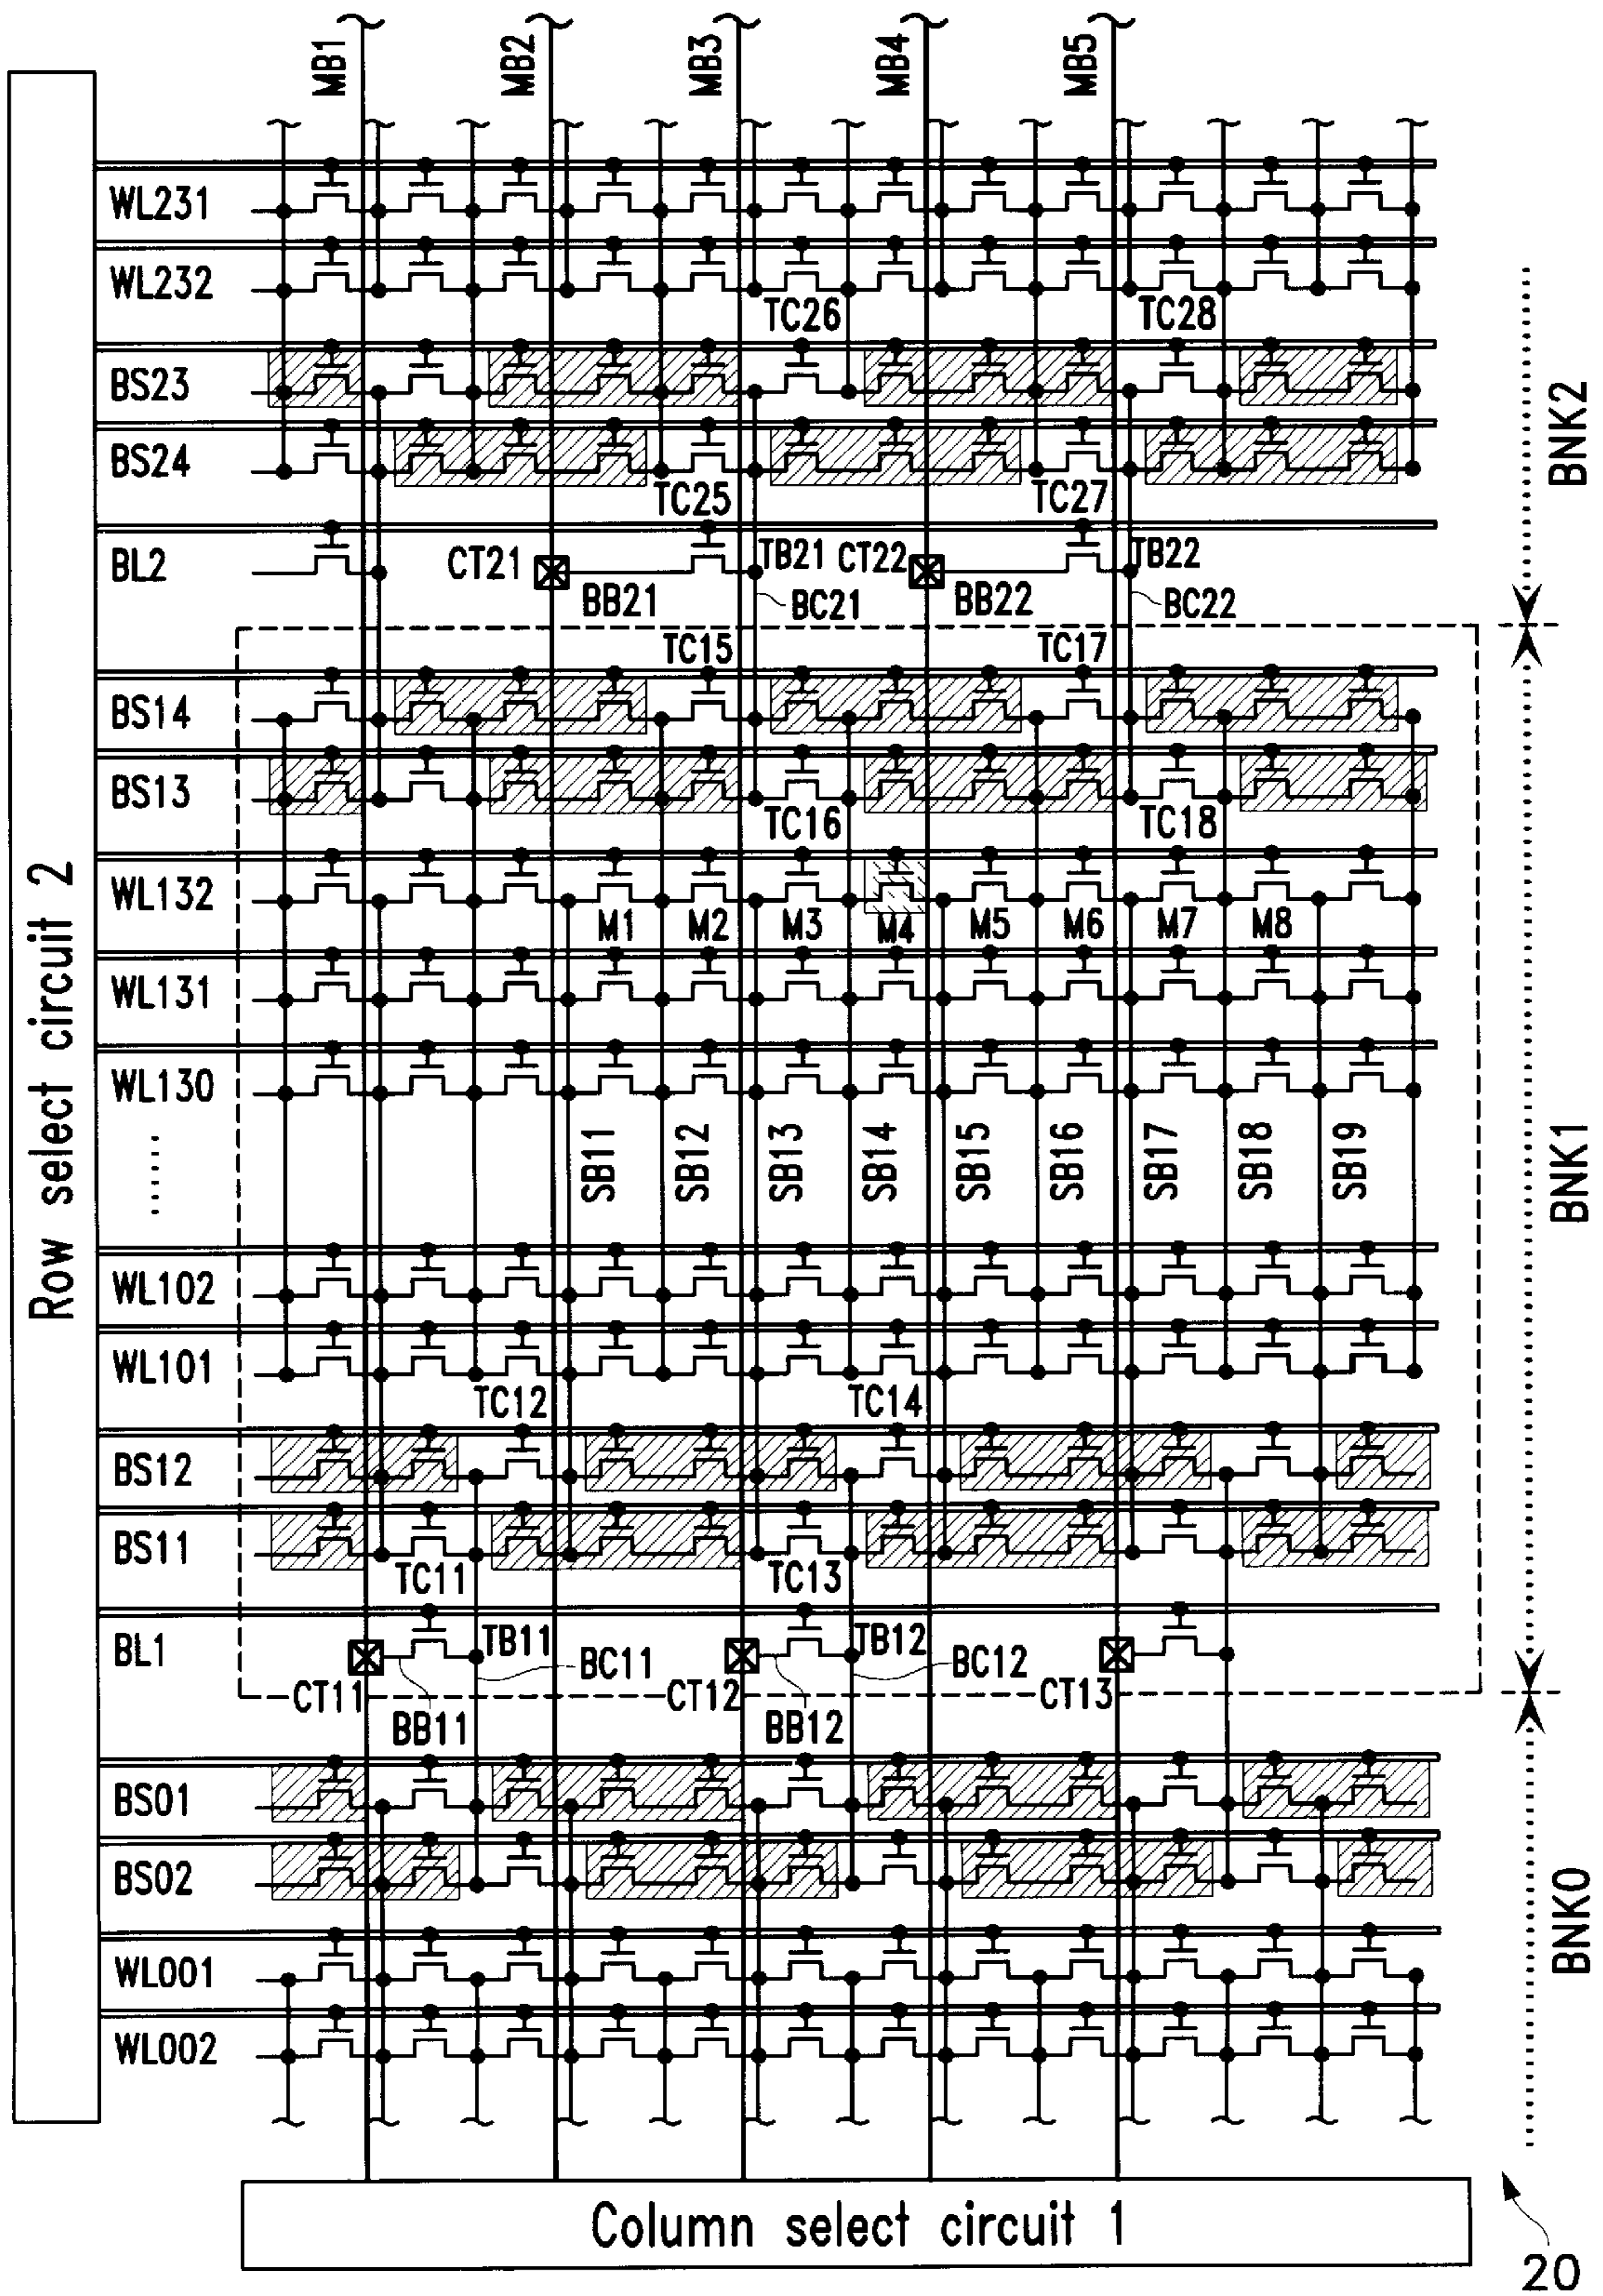 MB1 MB2 MB3 MB4 MB5
WL231
WL232
TC26 TC28
BS23
BS24
TC25 TC27
BL2 CT21 TB21 CT22 TB22
BB21 BC21 BB22 BC22
BNK2
TC15 TC17
BS14
BS13
TC16 TC18
WL132
M1 M2 M3 M4 M5 M6 M7 M8
WL131
WL130
SB11 SB12 SB13 SB14 SB15 SB16 SB17 SB18 SB19
BNK1
Row select circuit 2
WL102
WL101
TC12 TC14
BS12
BS11
TC11 TC13
BL1 TB11 BC11 TB12 BC12
CT11 CT12 CT13
BB11 BB12
BS01
BS02
BNK0
WL001
WL002
Column select circuit 1
20